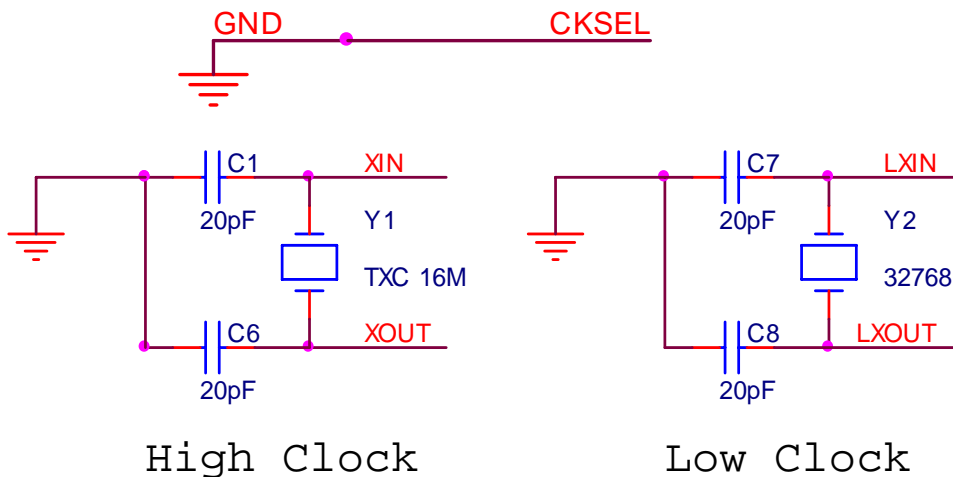 GND CKSEL
C1 XIN C7 LXIN
20pF Y1 20pF Y2
TXC 16M 32768
C6 XOUT C8 LXOUT
20pF 20pF
High Clock Low Clock